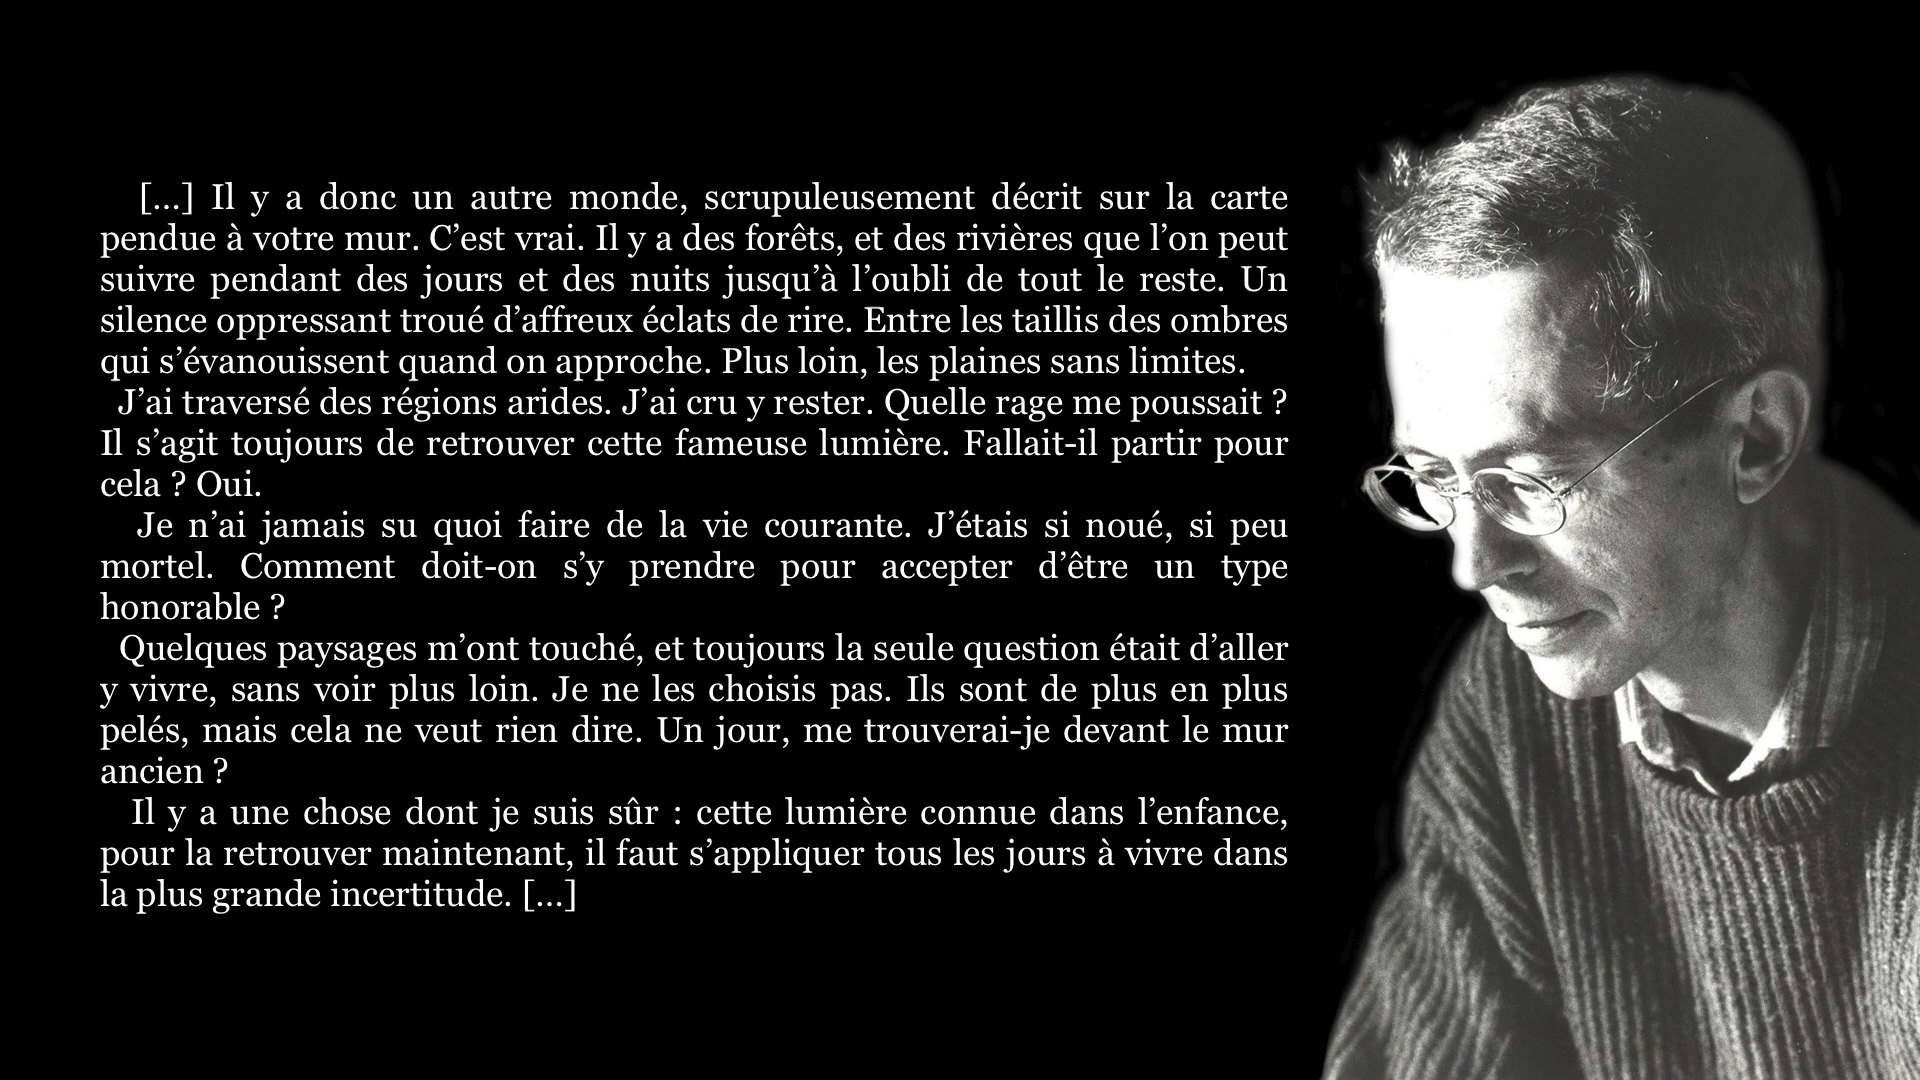 [...] Il y a donc un autre monde, scrupuleusement décrit sur la carte
pendue à votre mur. C’est vrai. Il y a des forêts, et des rivières que l’on peut
suivre pendant des jours et des nuits jusqu’à l’oubli de tout le reste. Un
silence oppressant troué d’affreux éclats de rire. Entre les taillis des ombres
qui s’évanouissent quand on approche. Plus loin, les plaines sans limites.
J’ai traversé des régions arides. J’ai cru y rester. Quelle rage me poussait ?
Il s’agit toujours de retrouver cette fameuse lumière. Fallait-il partir pour
cela ? Oui.
Je n’ai jamais su quoi faire de la vie courante. J’étais si noué, si peu
mortel. Comment doit-on s’y prendre pour accepter d’être un type
honorable ?
Quelques paysages m’ont touché, et toujours la seule question était d’aller
y vivre, sans voir plus loin. Je ne les choisis pas. Ils sont de plus en plus
pelés, mais cela ne veut rien dire. Un jour, me trouverai-je devant le mur
ancien ?
Il y a une chose dont je suis sûr : cette lumière connue dans l’enfance,
pour la retrouver maintenant, il faut s’appliquer tous les jours à vivre dans
la plus grande incertitude. [...]